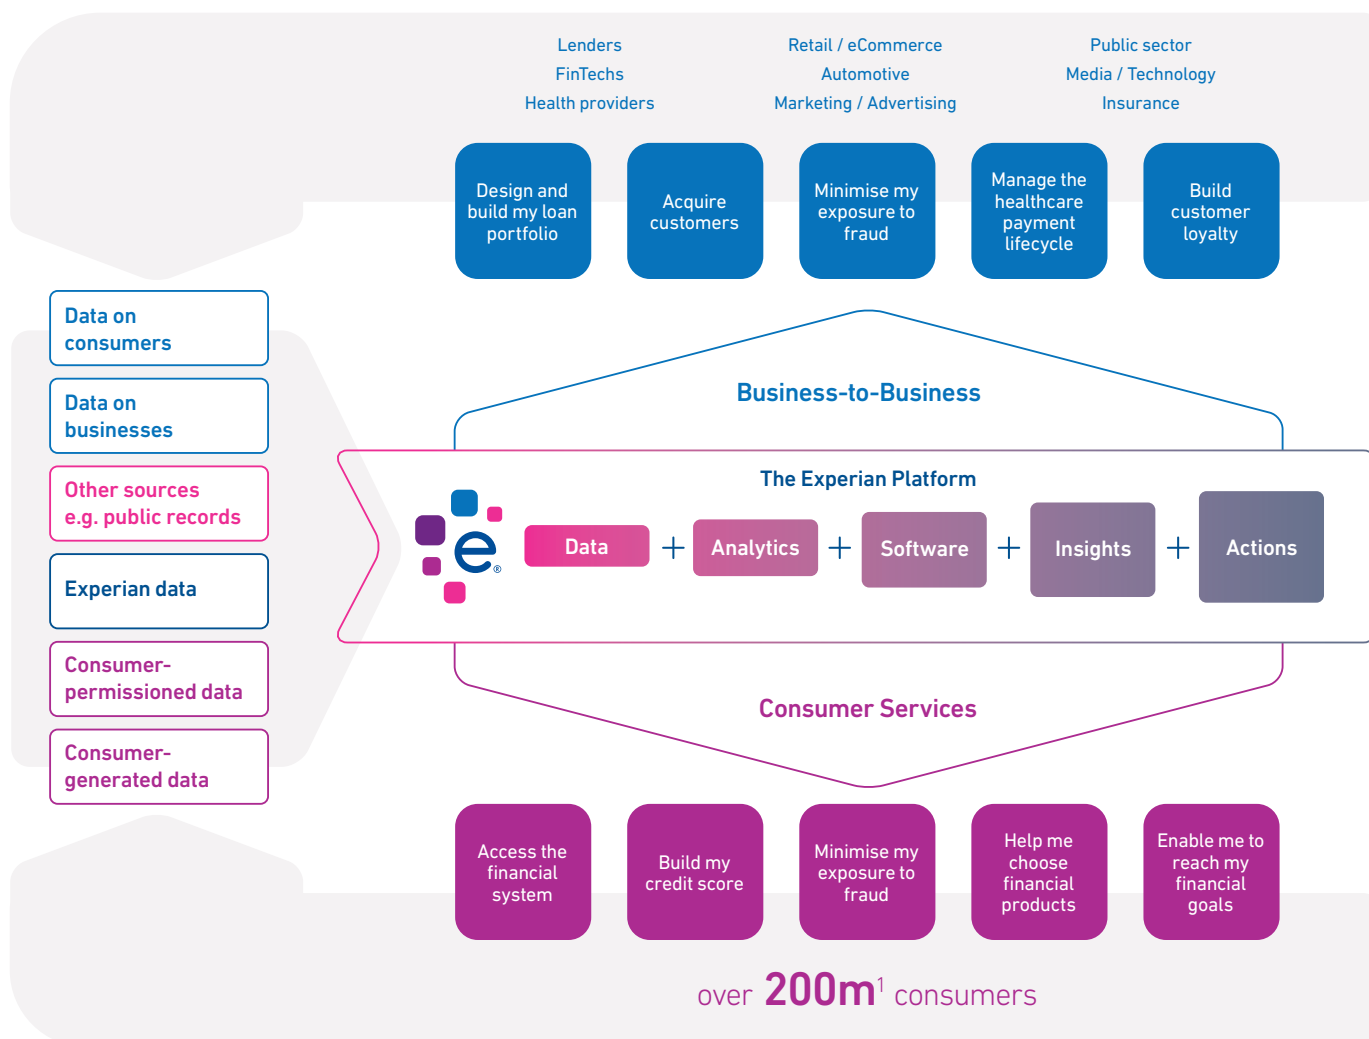 Lenders
FinTechs
Health providers
Retail / eCommerce
Automotive
Marketing / Advertising
Public sector
Media / Technology
Insurance
Design and
build my loan
portfolio
Acquire
customers
Minimise my
exposure to
fraud
Manage the
healthcare
payment
lifecycle
Build
customer
loyalty
Data on
consumers
Data on
businesses
Other sources
e.g. public records
Experian data
Consumer-
permissioned data
Consumer-
generated data
Business-to-Business
The Experian Platform
e®
Data + Analytics + Software + Insights + Actions
Consumer Services
Access the
financial
system
Build my
credit score
Minimise my
exposure to
fraud
Help me
choose
financial
products
Enable me to
reach my
financial
goals
over 200m¹ consumers